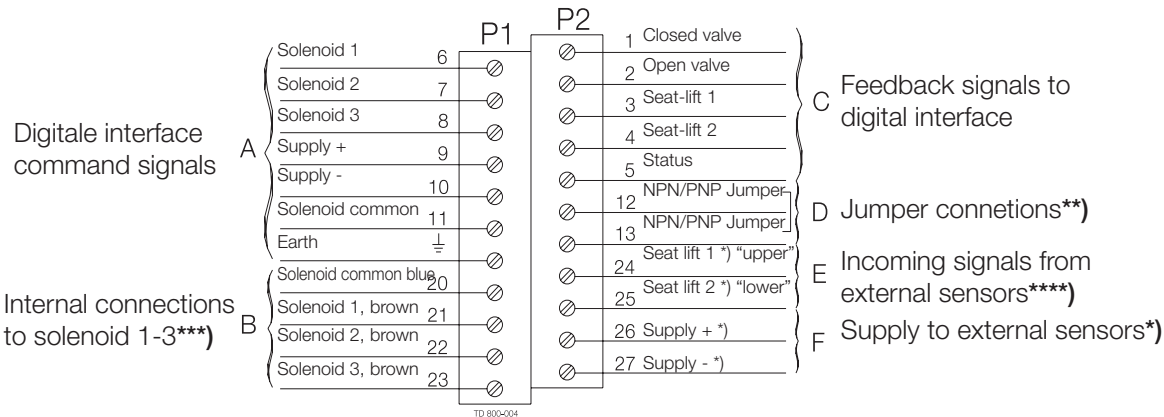 P1
P2
Digitale interface
command signals
A
Solenoid 1 6
Solenoid 2 7
Solenoid 3 8
Supply + 9
Supply - 10
Solenoid common 11
Earth
Internal connections
to solenoid 1-3***)
B
Solenoid common blue 20
Solenoid 1, brown 21
Solenoid 2, brown 22
Solenoid 3, brown 23
1 Closed valve
2 Open valve
3 Seat-lift 1
4 Seat-lift 2
5 Status
C
Feedback signals to
digital interface
12 NPN/PNP Jumper
13 NPN/PNP Jumper
D
Jumper connetions**)
24 Seat lift 1 *) “upper”
25 Seat lift 2 *) “lower”
E
Incoming signals from
external sensors****)
26 Supply + *)
27 Supply - *)
F
Supply to external sensors*)
TD 800-004